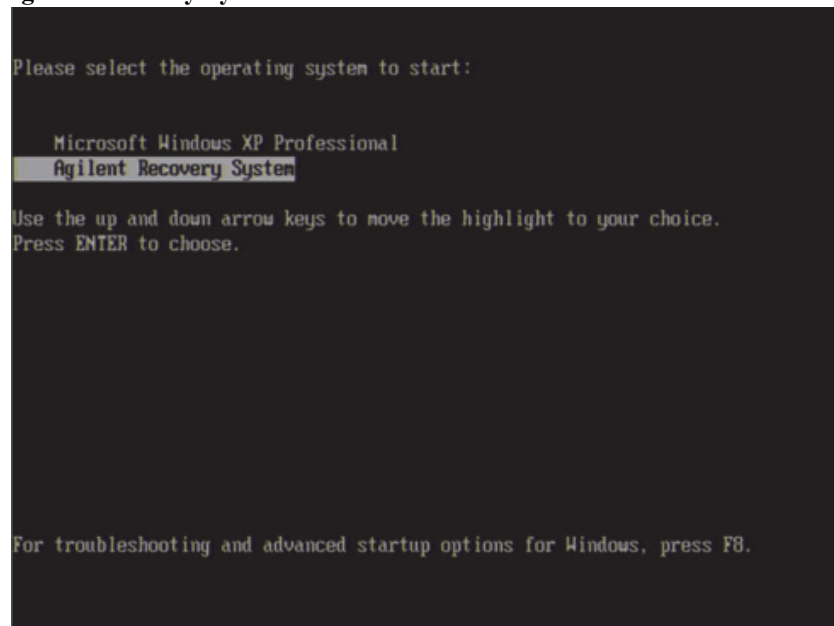 Please select the operating system to start:
Microsoft Windows XP Professional
Agilent Recovery System
Use the up and down arrow keys to move the highlight to your choice.
Press ENTER to choose.
For troubleshooting and advanced startup options for Windows, press F8.